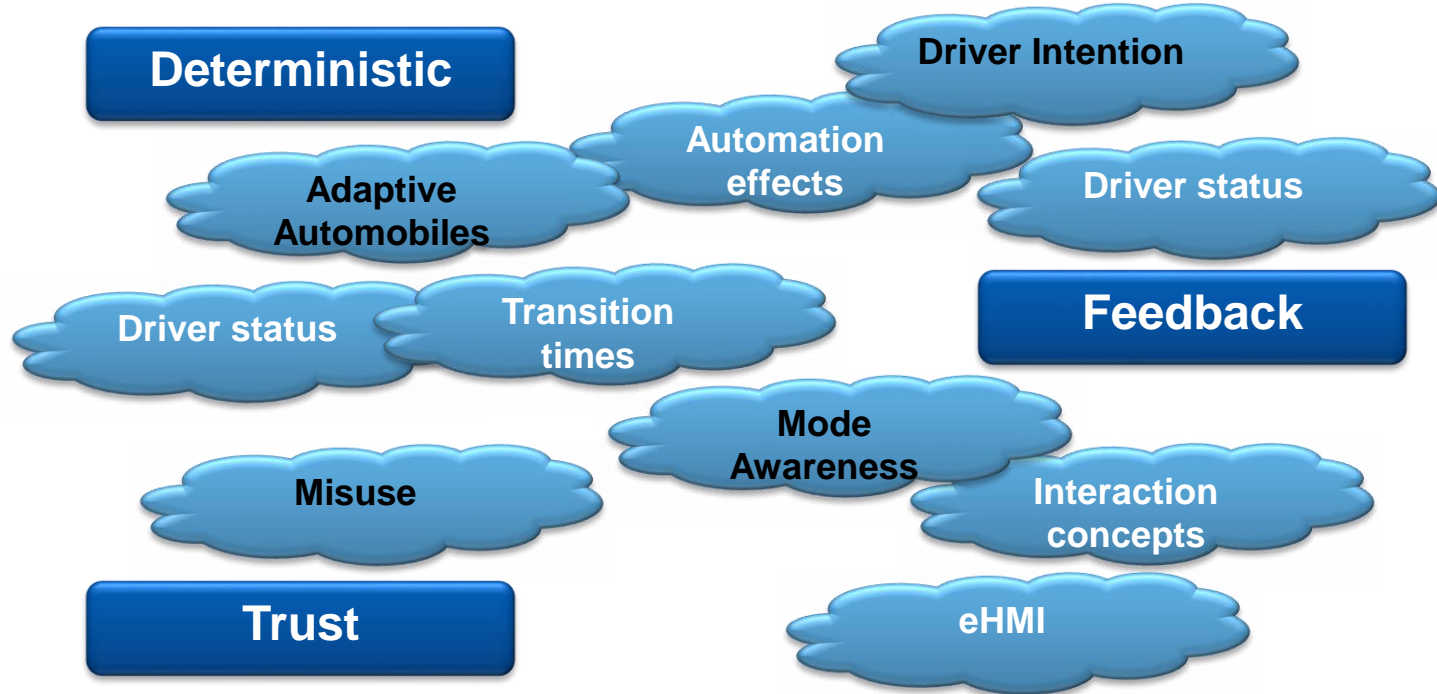 Deterministic
Driver Intention
Automation
effects
Adaptive
Automobiles
Driver status
Driver status
Transition
times
Feedback
Mode
Awareness
Misuse
Interaction
concepts
Trust
eHMI